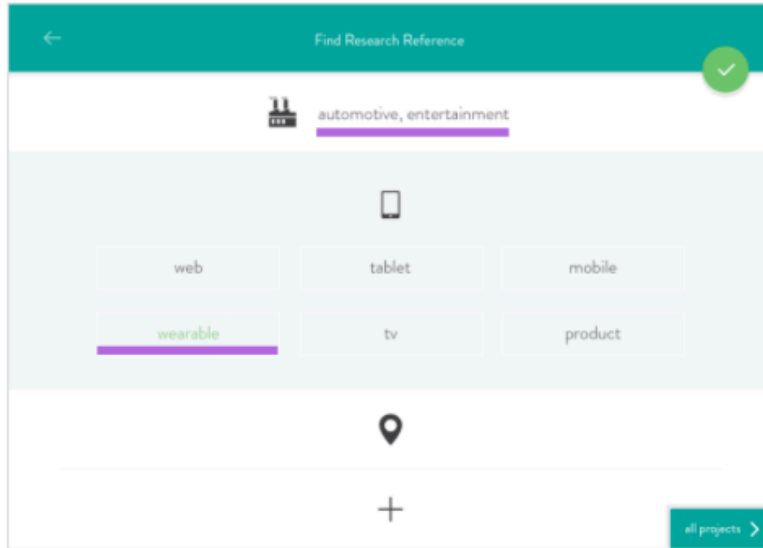 Find Research Reference
automotive, entertainment
web tablet mobile
wearable tv product
all projects